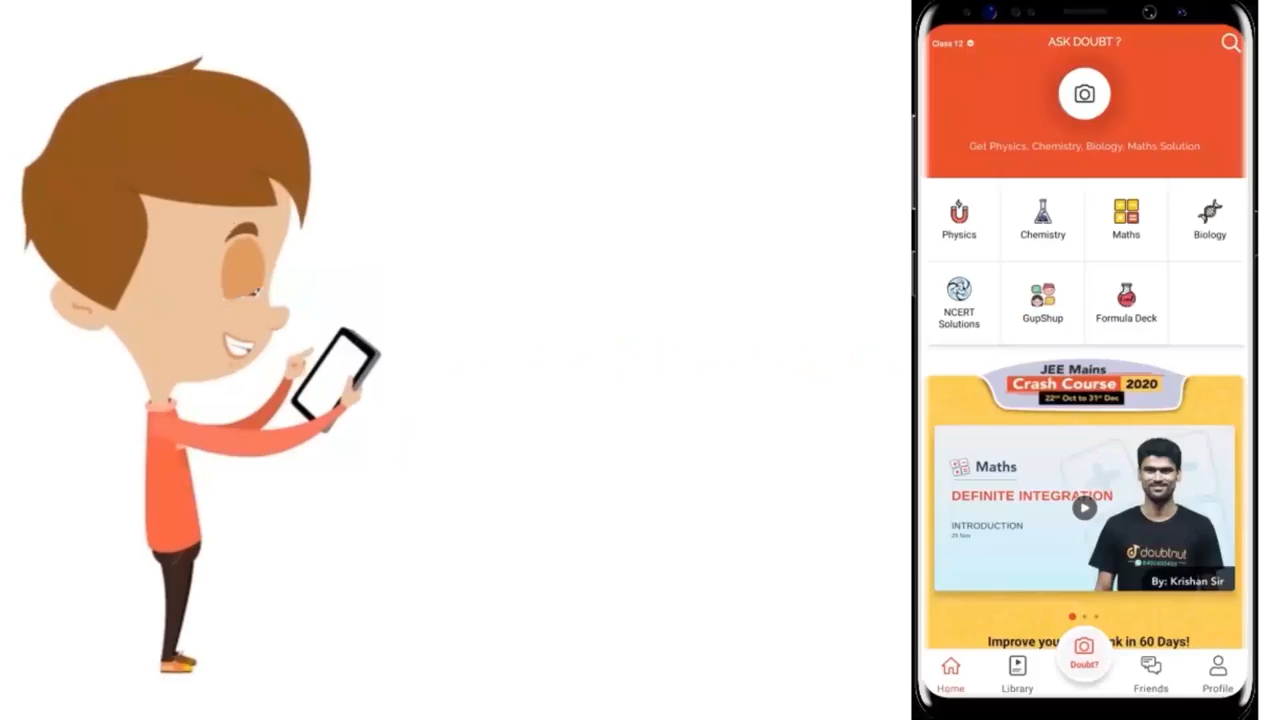 Class 12
ASK DOUBT ?
Get Physics, Chemistry, Biology, Maths Solution
Physics
Chemistry
Maths
Biology
NCERT
Solutions
GupShup
Formula Deck
JEE Mains
Crash Course 2020
22nd Oct to 31st Dec
Maths
DEFINITE INTEGRATION
INTRODUCTION
doubtnut
By: Krishan Sir
Improve you nk in 60 Days!
Doubt?
Home
Library
Friends
Profile